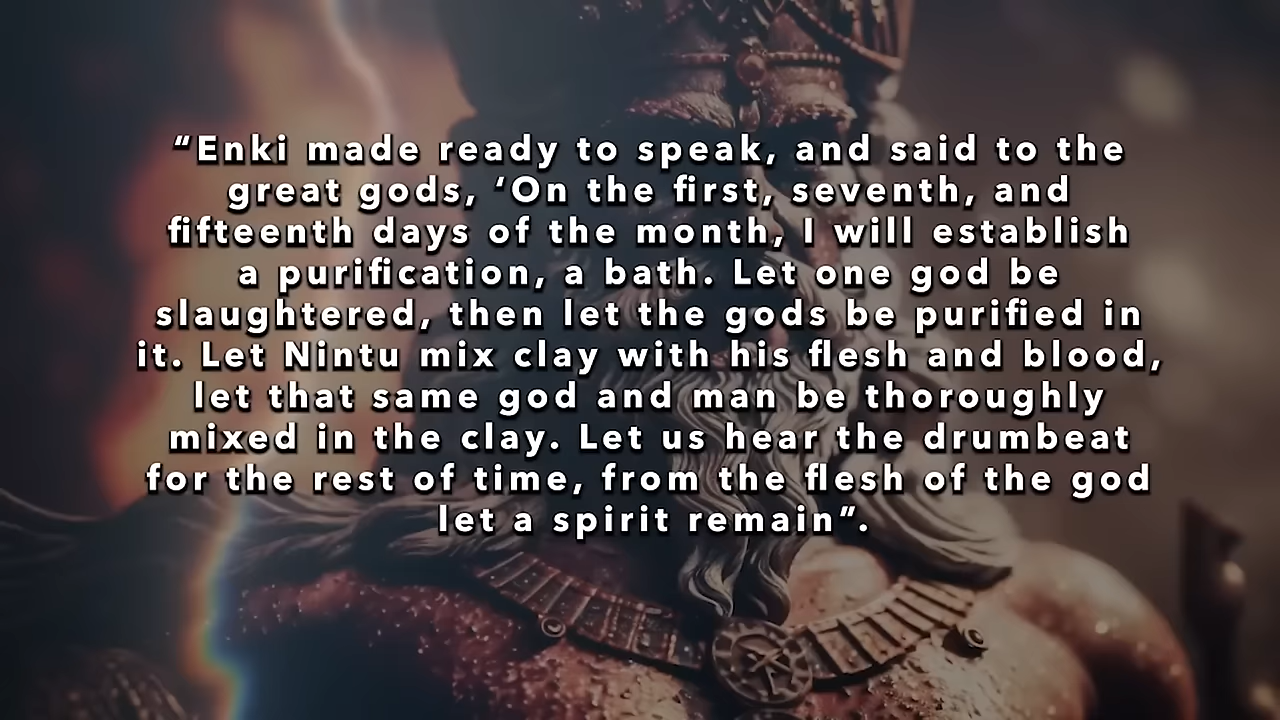 “Enki made ready to speak, and said to the
great gods, ‘On the first, seventh, and
fifteenth days of the month, I will establish
a purification, a bath. Let one god be
slaughtered, then let the gods be purified in
it. Let Nintu mix clay with his flesh and blood,
let that same god and man be thoroughly
mixed in the clay. Let us hear the drumbeat
for the rest of time, from the flesh of the god
let a spirit remain”.